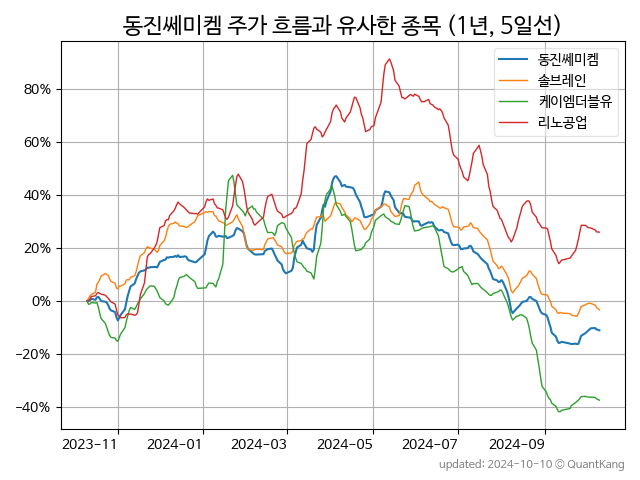 동진쎄미켐 주가 흐름과 유사한 종목 (1년, 5일선)
동진쎄미켐
솔브레인
케이엠더블유
리노공업
80%
60%
40%
20%
0%
−20%
−40%
2023-11
2024-01
2024-03
2024-05
2024-07
2024-09
updated: 2024-10-10 © QuantKang